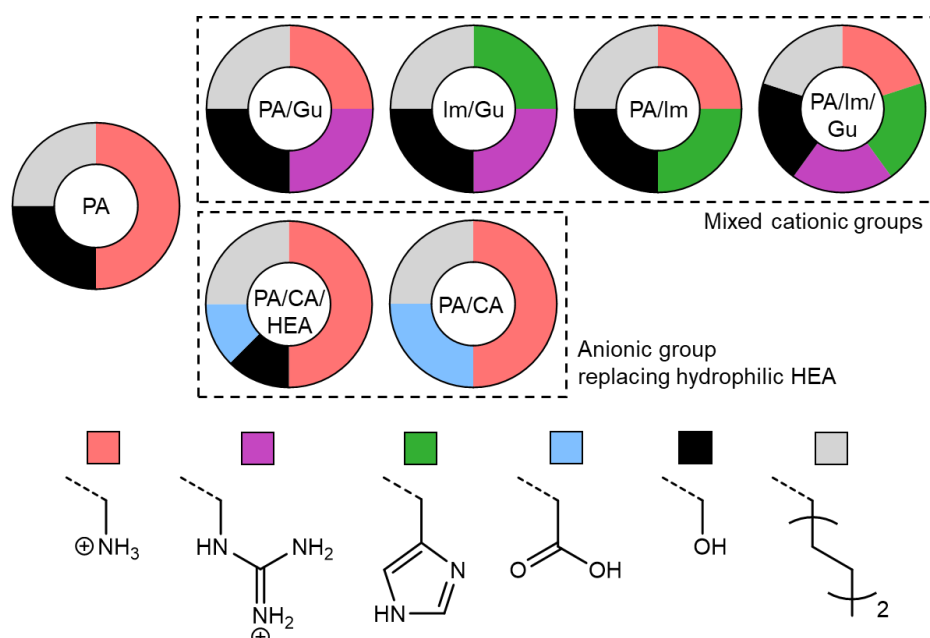 PA
PA/Gu
Im/Gu
PA/Im
PA/Im/
Gu
Mixed cationic groups
PA/CA/
HEA
PA/CA
Anionic group
replacing hydrophilic HEA
⊕NH₃
HN
NH₂
NH₂
⊕
N
HN
O
OH
OH
2